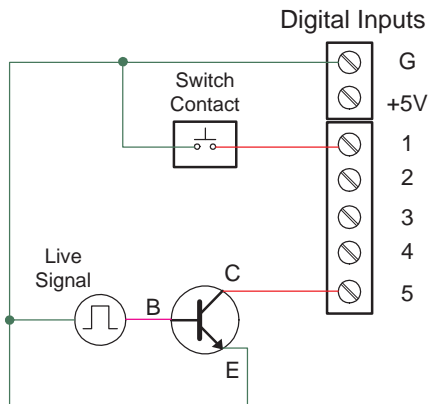 Digital Inputs
G
+5V
Switch
Contact
1
2
3
4
5
Live
Signal
B
C
E